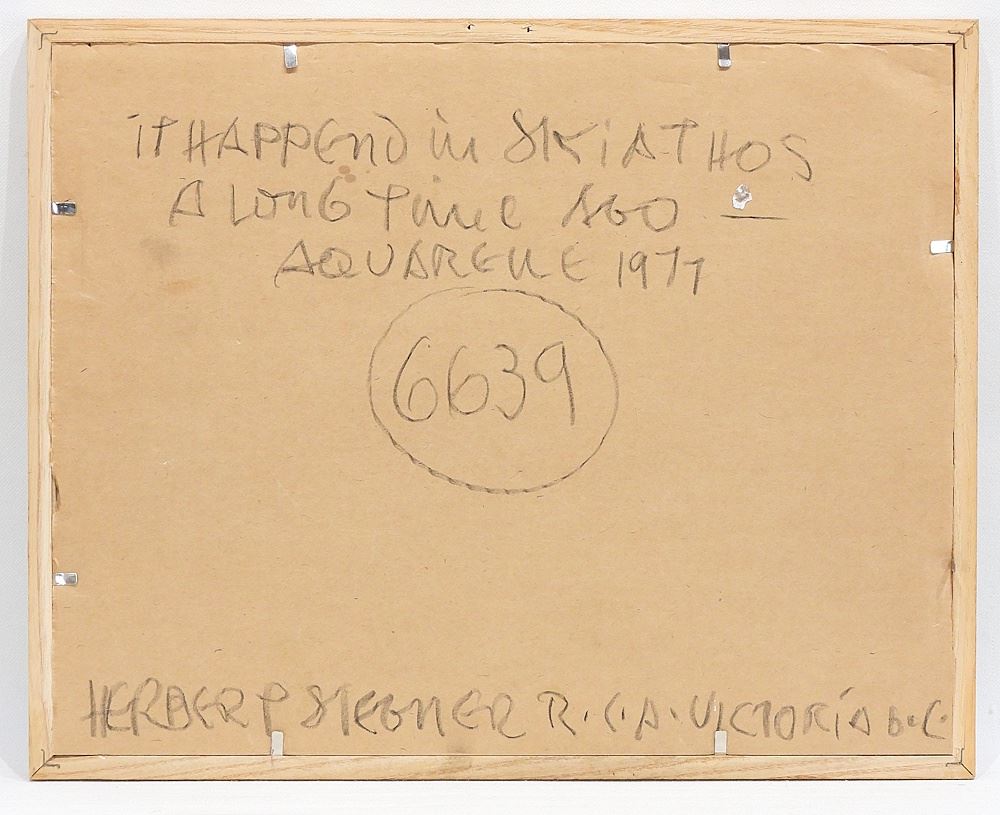 iT HAPPEND in SKiATHOS
A LONG Time AGO —
AQUARELLE 1977
6639
HERBERT SIEBNER R.C.A. VICTORIA B.C.